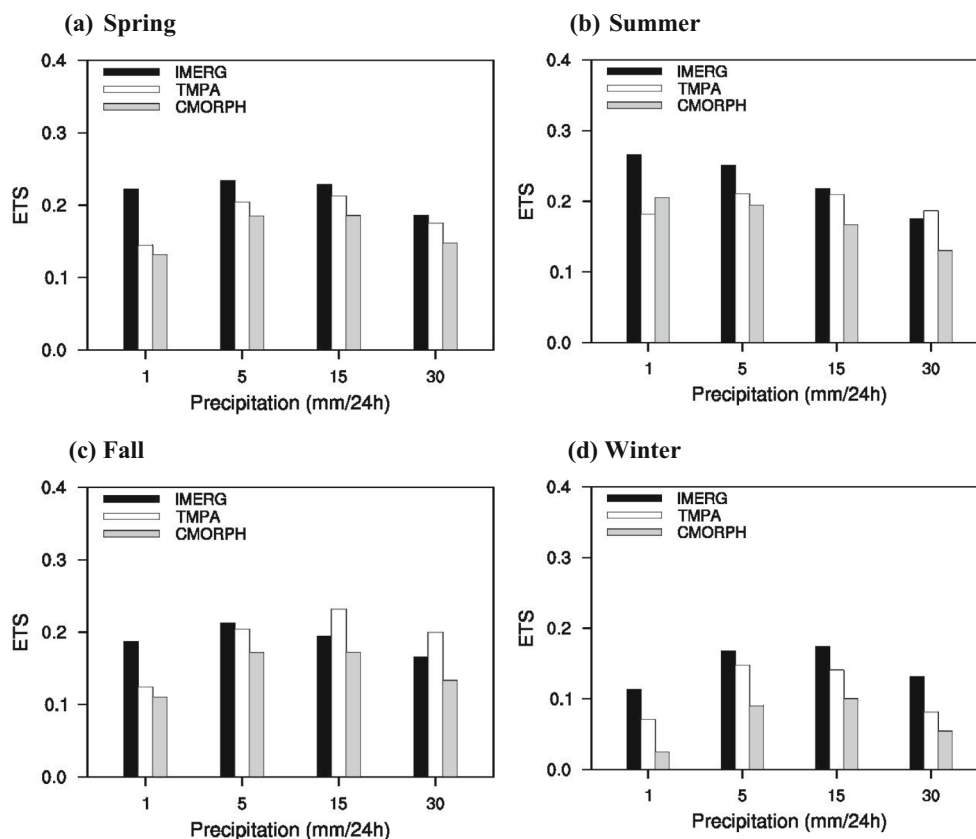 (a) Spring
0.4
0.3
0.2
0.1
0.0
ETS
IMERG
TMPA
CMORPH
1 5 15 30
Precipitation (mm/24h)
(b) Summer
0.4
0.3
0.2
0.1
0.0
ETS
IMERG
TMPA
CMORPH
1 5 15 30
Precipitation (mm/24h)
(c) Fall
0.4
0.3
0.2
0.1
0.0
ETS
IMERG
TMPA
CMORPH
1 5 15 30
Precipitation (mm/24h)
(d) Winter
0.4
0.3
0.2
0.1
0.0
ETS
IMERG
TMPA
CMORPH
1 5 15 30
Precipitation (mm/24h)